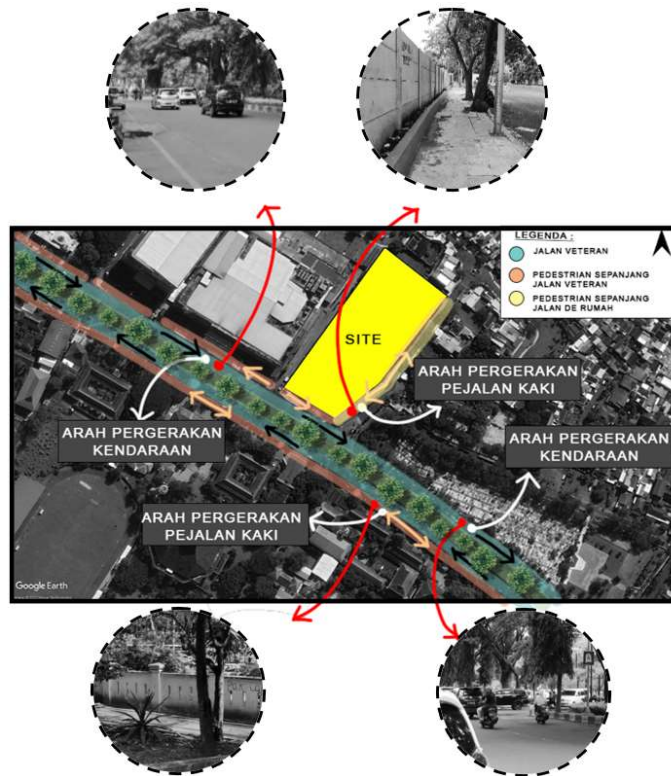 LEGENDA :
JALAN VETERAN
PEDESTRIAN SEPANJANG
JALAN VETERAN
PEDESTRIAN SEPANJANG
JALAN DE RUMAH
SITE
ARAH PERGERAKAN
PEJALAN KAKI
ARAH PERGERAKAN
KENDARAAN
ARAH PERGERAKAN
KENDARAAN
ARAH PERGERAKAN
PEJALAN KAKI
Google Earth